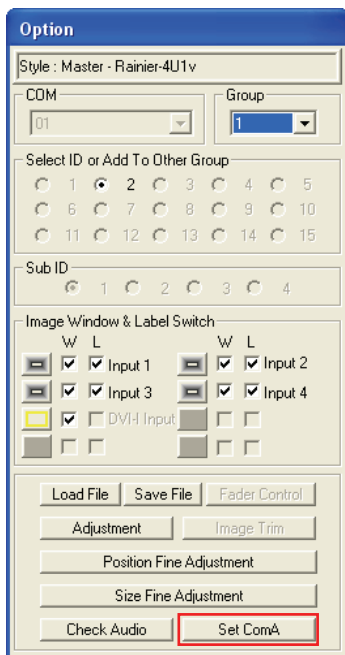 Option
Style : Master - Rainier-4U1v
COM Group
01 1
Select ID or Add To Other Group
1 2 3 4 5
6 7 8 9 10
11 12 13 14 15
Sub ID
1 2 3 4
Image Window & Label Switch
W L W L
Input 1 Input 2
Input 3 Input 4
DVI-I Input
Load File Save File Fader Control
Adjustment Image Trim
Position Fine Adjustment
Size Fine Adjustment
Check Audio Set ComA